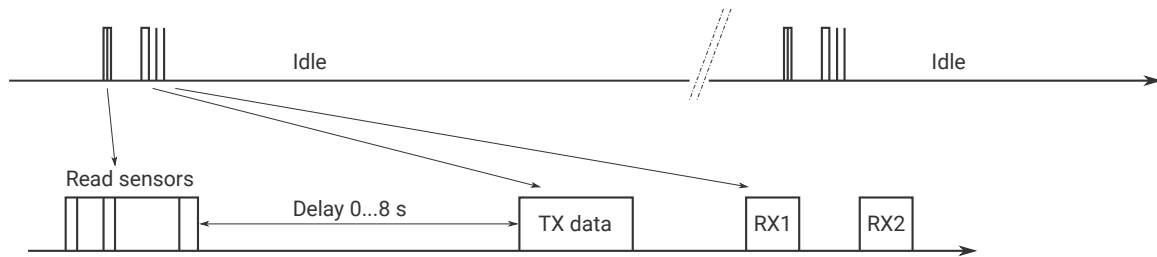 Idle
Idle
Read sensors
Delay 0...8 s
TX data
RX1
RX2